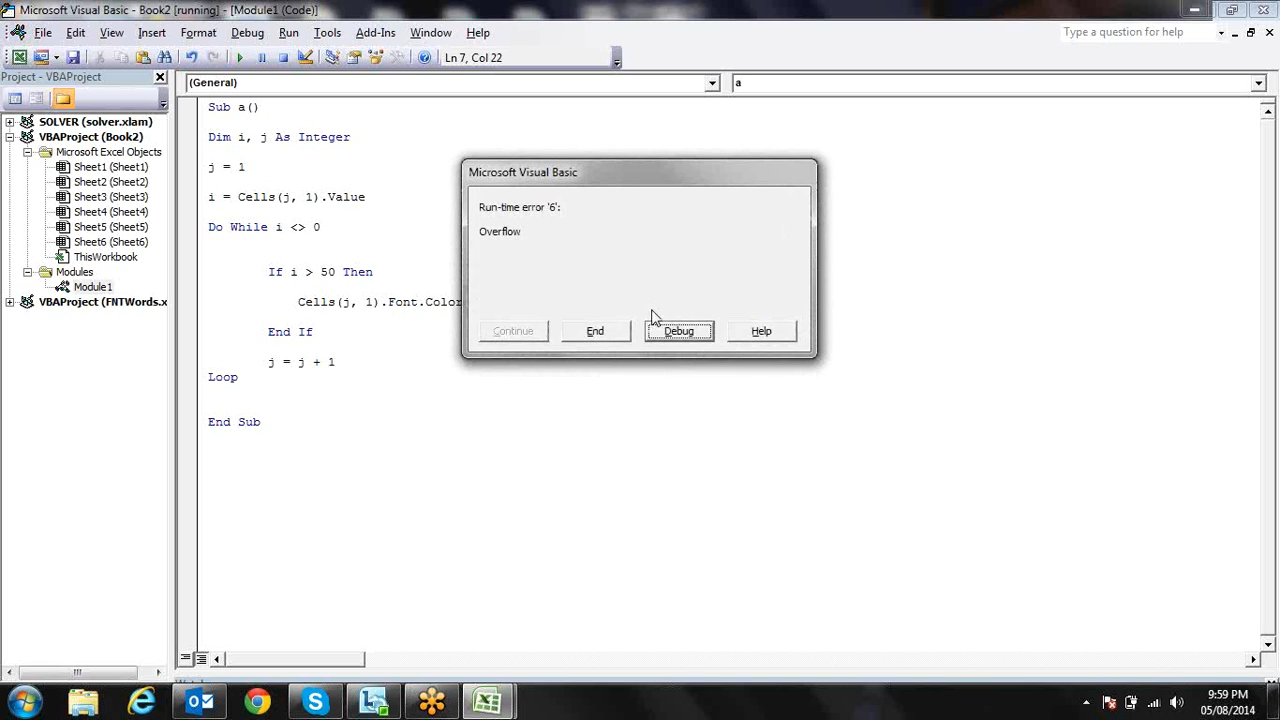 Microsoft Visual Basic - Book2 [running] - [Module1 (Code)]
File Edit View Insert Format Debug Run Tools Add-Ins Window Help
Type a question for help
Ln 7, Col 22
Project - VBAProject
(General)
a
SOLVER (solver.xlam)
VBAProject (Book2)
Microsoft Excel Objects
Sheet1 (Sheet1)
Sheet2 (Sheet2)
Sheet3 (Sheet3)
Sheet4 (Sheet4)
Sheet5 (Sheet5)
Sheet6 (Sheet6)
ThisWorkbook
Modules
Module1
VBAProject (FNTWords.x
Sub a()
Dim i, j As Integer
j = 1
i = Cells(j, 1).Value
Do While i <> 0
If i > 50 Then
Cells(j, 1).Font.Color
End If
j = j + 1
Loop
End Sub
Microsoft Visual Basic
Run-time error '6':
Overflow
Continue
End
Debug
Help
9:59 PM
05/08/2014